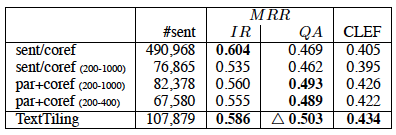 MRR
#sent IR QA CLEF
sent/coref 490,968 0.604 0.469 0.405
sent/coref (200-1000) 76,865 0.535 0.462 0.395
par+coref (200-1000) 82,378 0.560 0.493 0.426
par+coref (200-400) 67,580 0.555 0.489 0.422
TextTiling 107,879 0.586 △ 0.503 0.434